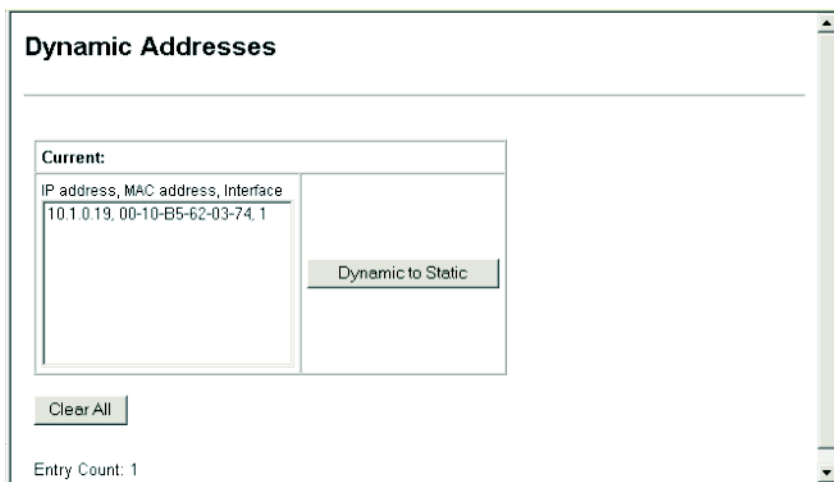 Dynamic Addresses
Current:
IP address, MAC address, Interface
10.1.0.19, 00-10-B5-62-03-74, 1
Dynamic to Static
Clear All
Entry Count: 1